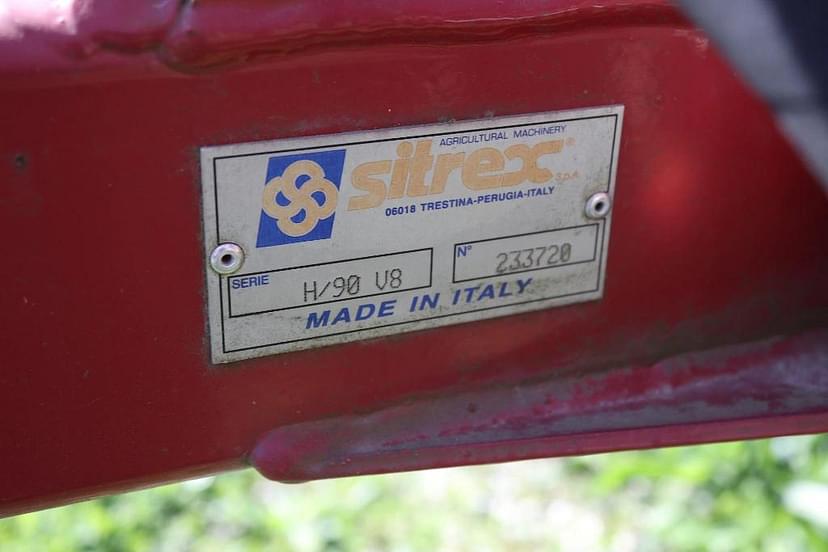 AGRICULTURAL MACHINERY
sitrex® S.p.A.
06018 TRESTINA-PERUGIA-ITALY
SERIE H/90 V8
N° 233720
MADE IN ITALY